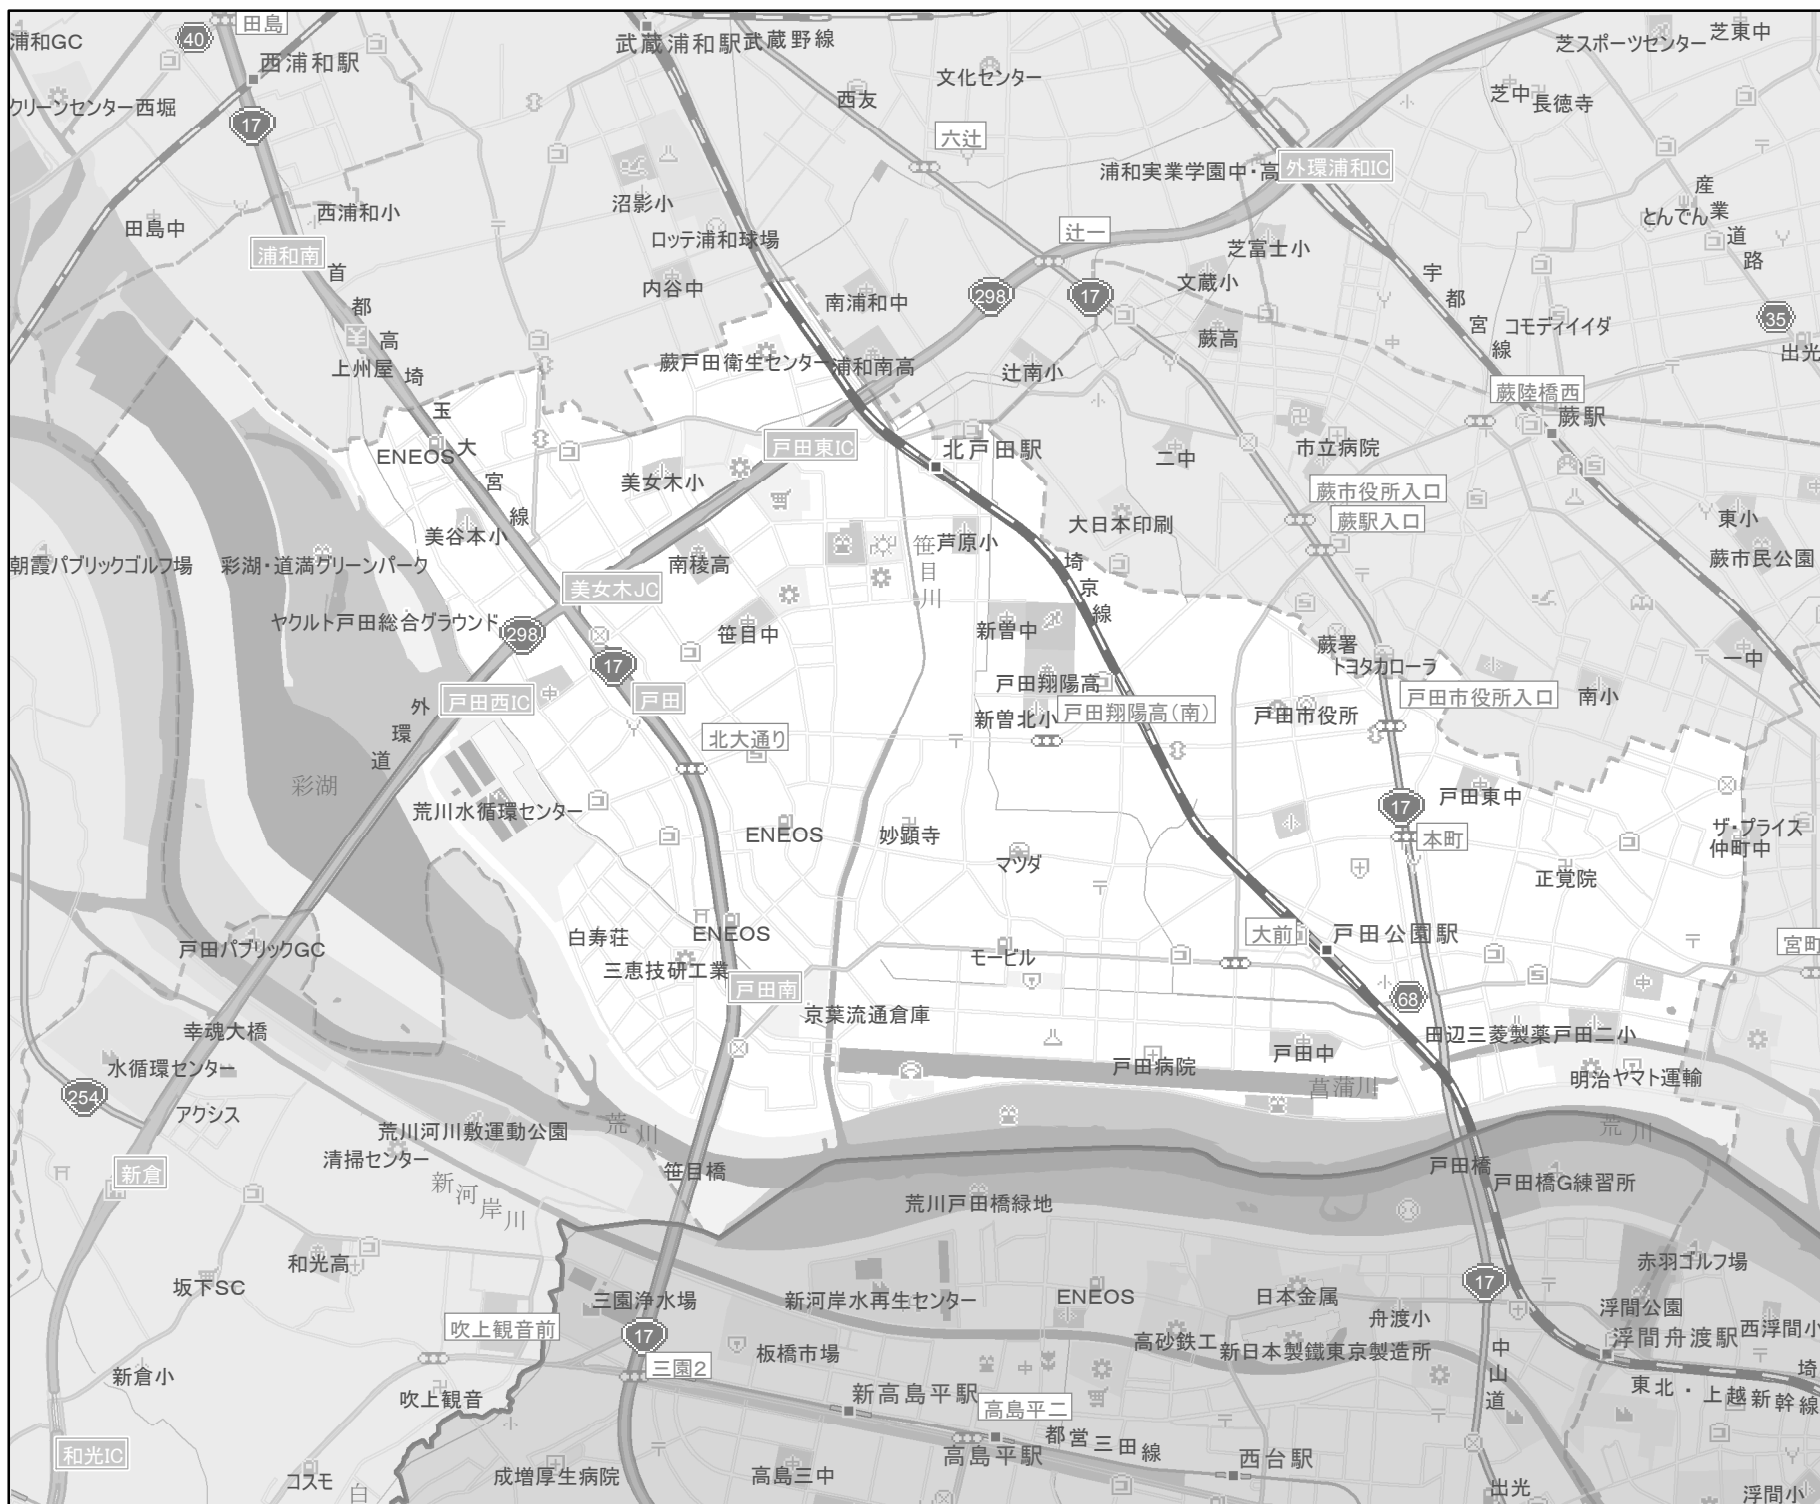 田島
40
浦和GC
西浦和駅
武蔵浦和駅
武蔵野線
芝スポーツセンター
芝東中
文化センター
クリーンセンター西堀
西友
芝中
長徳寺
17
六辻
浦和実業学園中・高
外環浦和IC
田島中
西浦和小
沼影小
ロッテ浦和球場
辻一
芝富士小
とんでん
産業道路
浦和南
首都高埼玉大宮線
内谷中
南浦和中
298
17
文蔵小
宇都宮線
35
上州屋
蕨戸田衛生センター
浦和南高
辻南小
蕨高
コモディイイダ
出光
蕨陸橋西
蕨駅
ENEOS
戸田東IC
北戸田駅
二中
市立病院
美女木小
蕨市役所入口
美谷本小
大日本印刷
蕨駅入口
東小
朝霞パブリックゴルフ場
彩湖・道満グリーンパーク
南稜高
笹目川
芦原小
埼京線
蕨市民公園
美女木JC
ヤクルト戸田総合グラウンド
298
笹目中
新曽中
蕨署
トヨタカローラ
一中
17
戸田西IC
戸田
戸田翔陽高
戸田市役所入口
南小
外環道
新曽北小
戸田翔陽高(南)
戸田市役所
北大通り
彩湖
荒川水循環センター
17
戸田東中
ENEOS
妙顕寺
本町
ザ・プライス
仲町中
マツダ
正覚院
戸田パブリックGC
白寿荘
ENEOS
大前
戸田公園駅
宮町
三恵技研工業
モービル
戸田南
68
京葉流通倉庫
幸魂大橋
田辺三菱製薬
戸田二小
水循環センター
戸田病院
戸田中
菖蒲川
明治
ヤマト運輸
254
アクシス
荒川河川敷運動公園
荒川
荒川
清掃センター
新倉
新河岸川
笹目橋
戸田橋
戸田橋G練習所
荒川戸田橋緑地
和光高
赤羽ゴルフ場
坂下SC
三園浄水場
新河岸水再生センター
ENEOS
日本金属
17
浮間公園
吹上観音前
17
舟渡小
浮間舟渡駅
西浮間小
板橋市場
高砂鉄工
新日本製鐵東京製造所
新倉小
三園2
中山道
埼
吹上観音
新高島平駅
高島平二
東北・上越新幹線
和光IC
都営三田線
高島平駅
西台駅
コスモ
白
成増厚生病院
高島三中
出光
浮間小